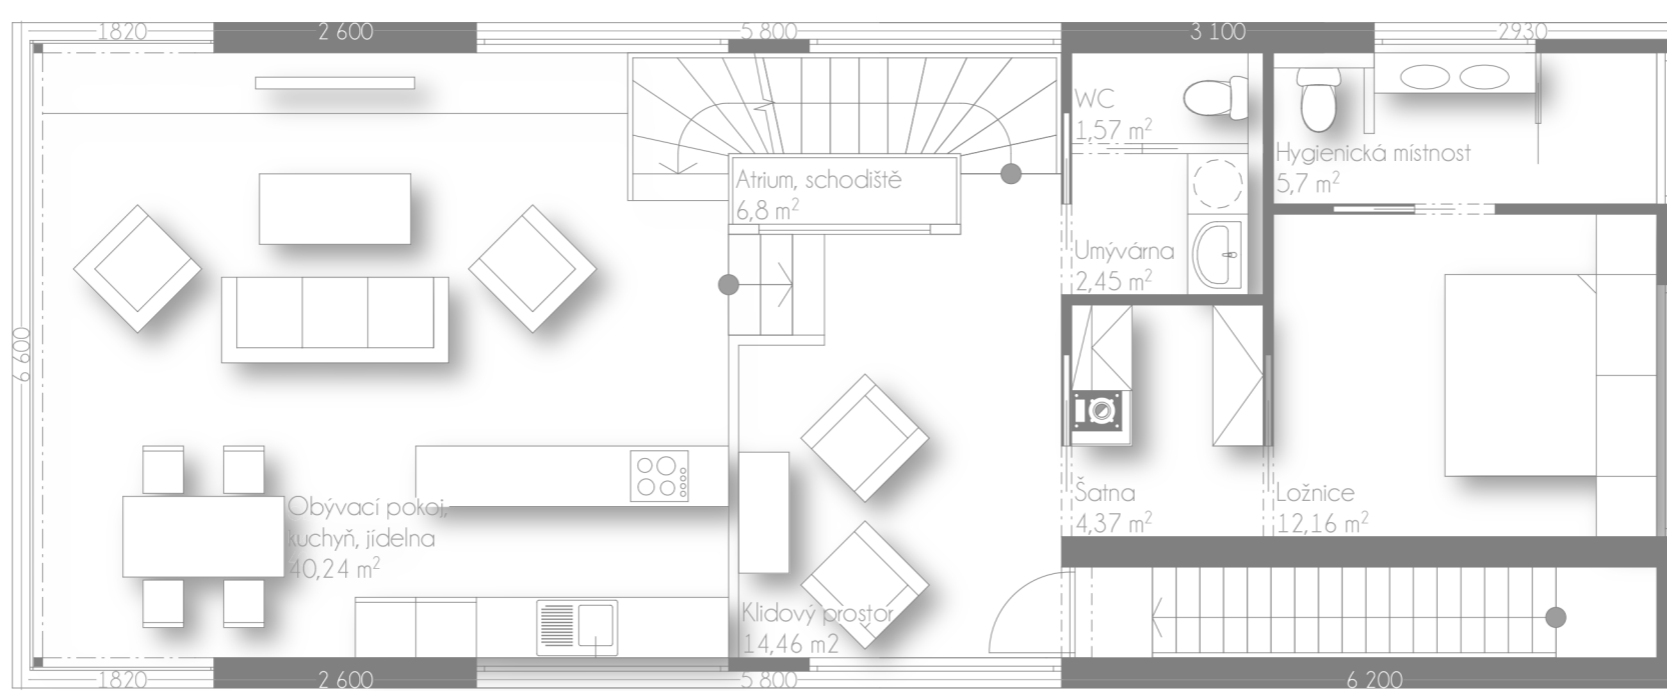 1820
2 600
5 800
3 100
2930
WC
1,57 m²
Hygienická místnost
5,7 m²
Atrium, schodiště
6,8 m²
Umývárna
2,45 m²
6 600
Obývací pokoj,
kuchyň, jídelna
40,24 m²
Šatna
4,37 m²
Ložnice
12,16 m²
Klidový prostor
14,46 m2
1820
2 600
5 800
6 200